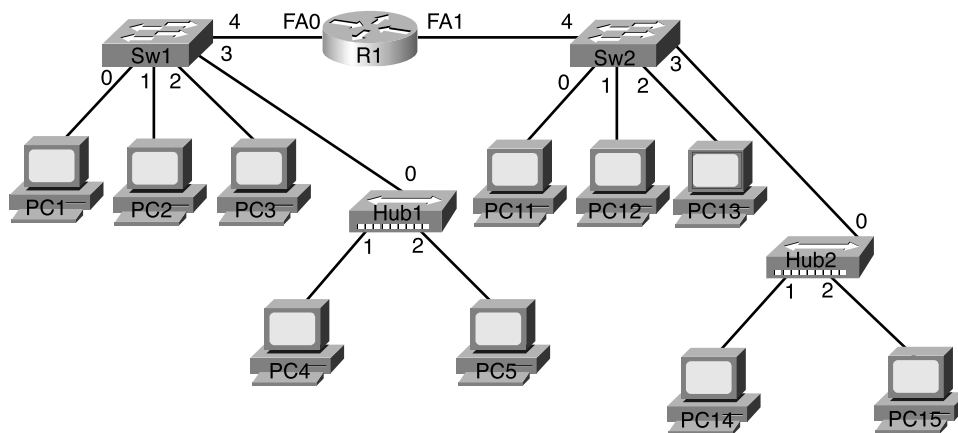 4 FA0 FA1 4
R1
Sw1 3 Sw2 3
0 1 2 0 1 2
PC1 PC2 PC3 0 PC11 PC12 PC13
Hub1 0
1 2 Hub2
1 2
PC4 PC5
PC14 PC15